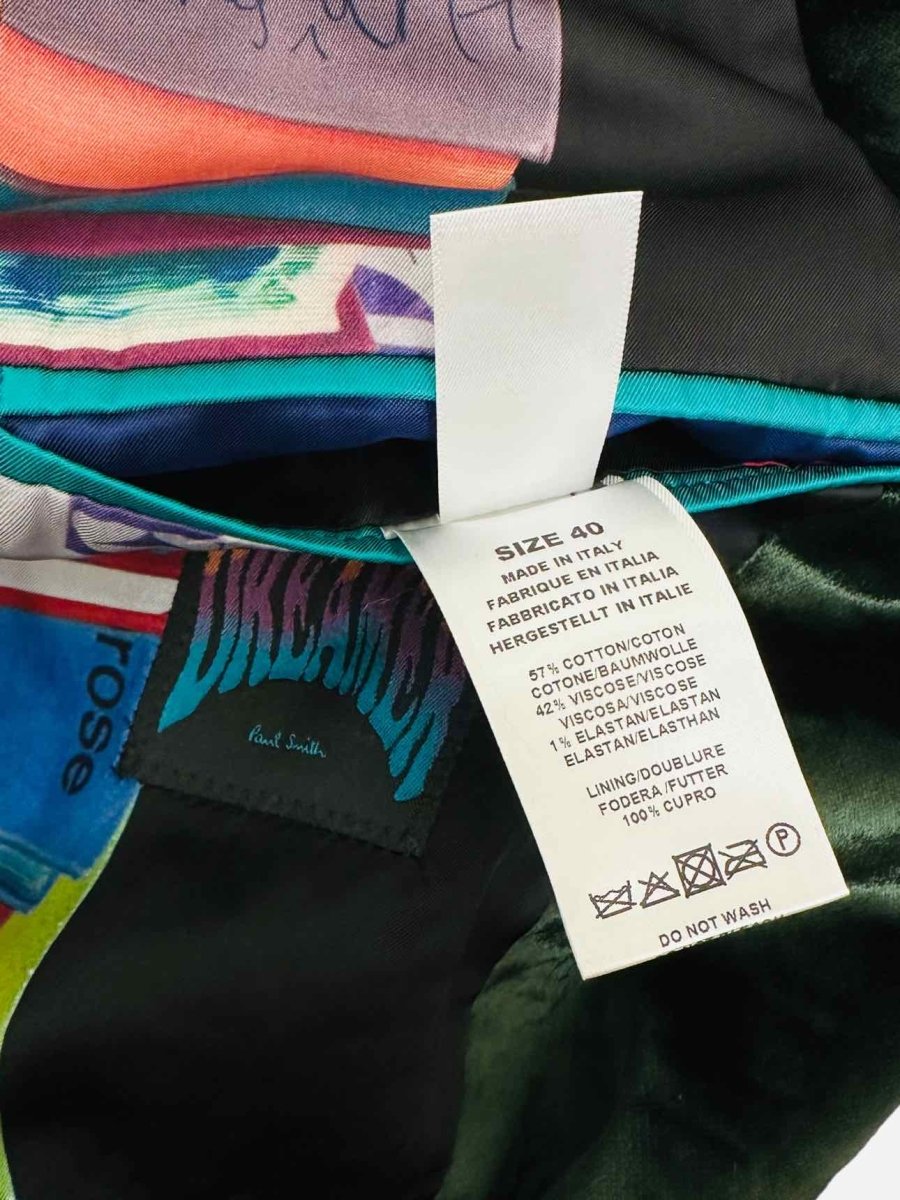 SIZE 40
MADE IN ITALY
FABRIQUE EN ITALIA
FABBRICATO IN ITALIA
HERGESTELLT IN ITALIE
57% COTTON/COTON
COTONE/BAUMWOLLE
42% VISCOSE/VISCOSE
VISCOSA/VISCOSE
1% ELASTAN/ELASTAN
ELASTAN/ELASTHAN
LINING/DOUBLURE
FODERA/FUTTER
100% CUPRO
P
DO NOT WASH
DREAMER
Paul Smith
rose